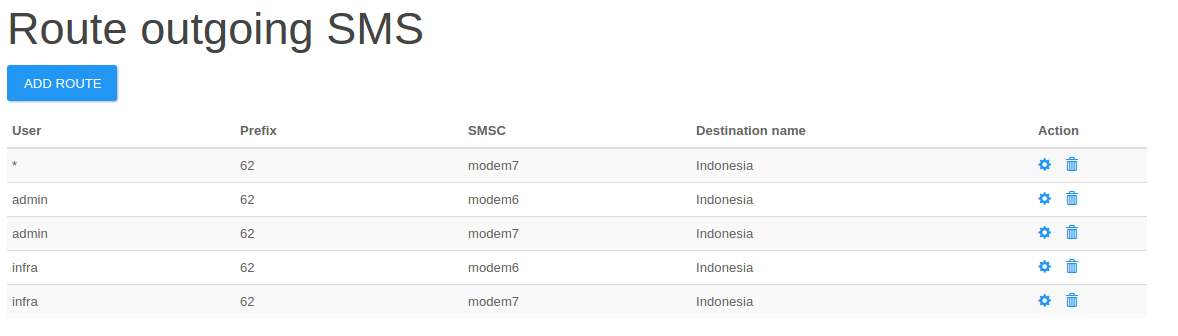 Route outgoing SMS
ADD ROUTE
User Prefix SMSC Destination name Action
* 62 modem7 Indonesia
admin 62 modem6 Indonesia
admin 62 modem7 Indonesia
infra 62 modem6 Indonesia
infra 62 modem7 Indonesia